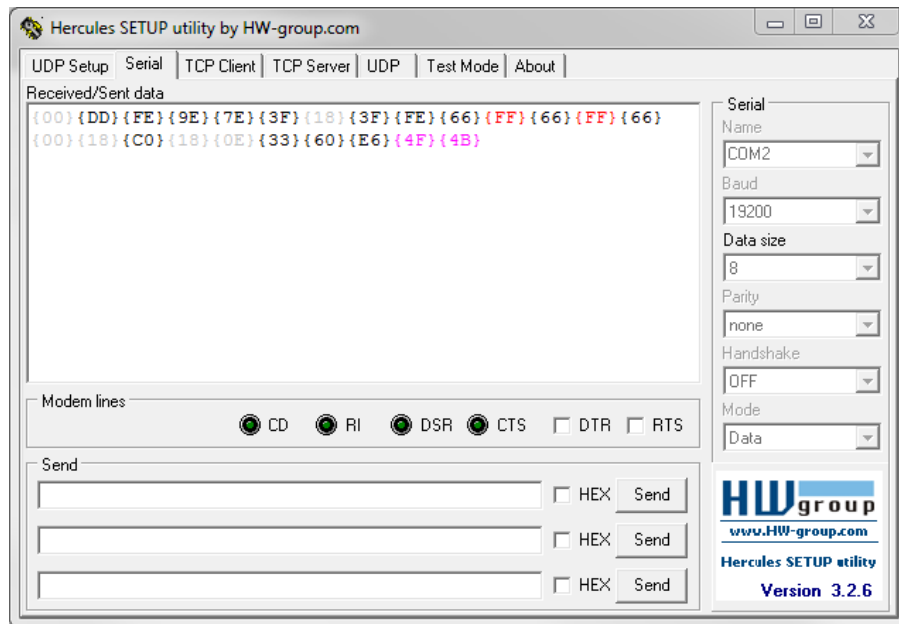 Hercules SETUP utility by HW-group.com
UDP Setup Serial TCP Client TCP Server UDP Test Mode About
Received/Sent data
{00}{DD}{FE}{9E}{7E}{3F}{18}{3F}{FE}{66}{FF}{66}{FF}{66}
{00}{18}{C0}{18}{0E}{33}{60}{E6}{4F}{4B}
Serial
Name
COM2
Baud
19200
Data size
8
Parity
none
Handshake
OFF
Mode
Data
Modem lines
CD RI DSR CTS DTR RTS
Send
HEX Send
HEX Send
HEX Send
HW group
www.HW-group.com
Hercules SETUP utility
Version 3.2.6